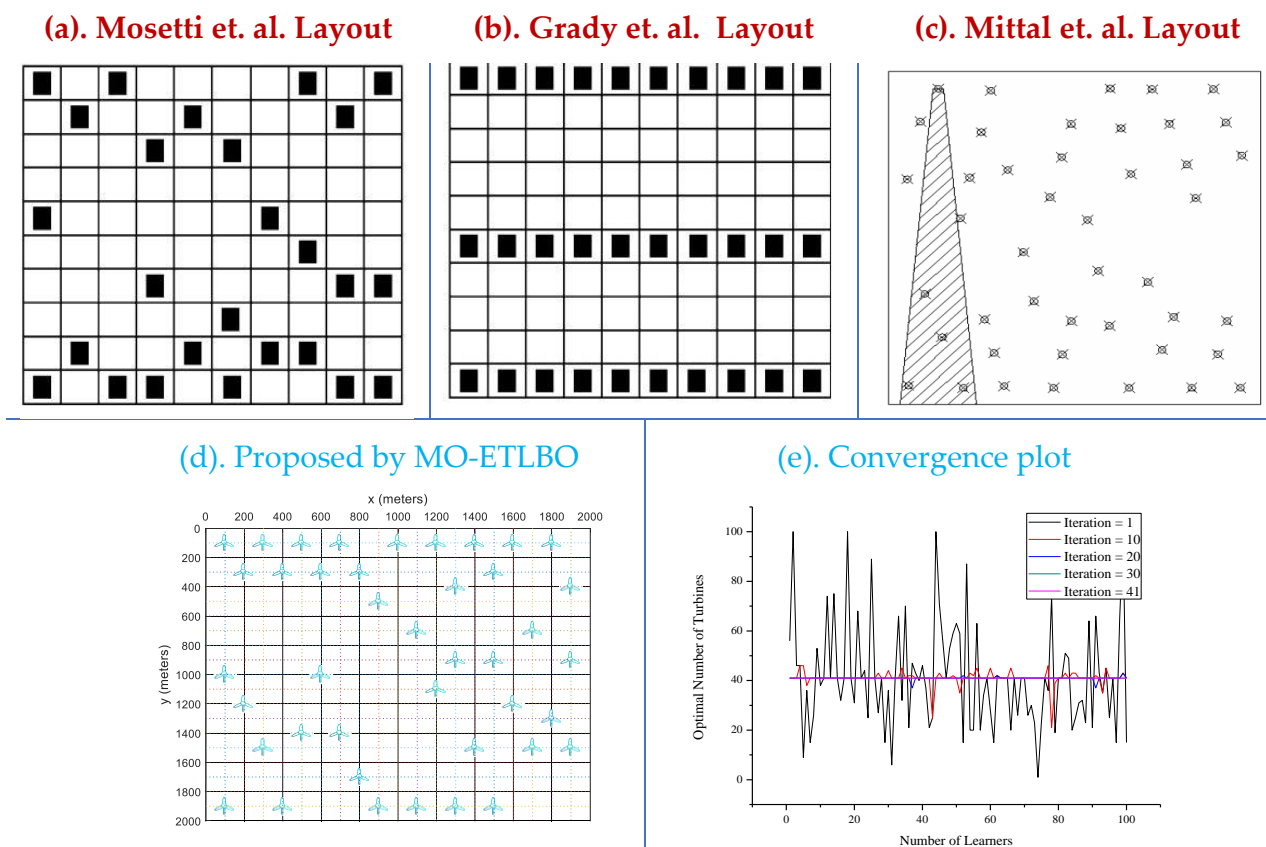 (a). Mosetti et. al. Layout
(b). Grady et. al. Layout
(c). Mittal et. al. Layout
(d). Proposed by MO-ETLBO
x (meters)
0 200 400 600 800 1000 1200 1400 1600 1800 2000
0
200
400
600
800
1000
1200
1400
1600
1800
2000
y (meters)
(e). Convergence plot
100
80
60
40
20
0
Optimal Number of Turbines
Iteration = 1
Iteration = 10
Iteration = 20
Iteration = 30
Iteration = 41
0 20 40 60 80 100
Number of Learners